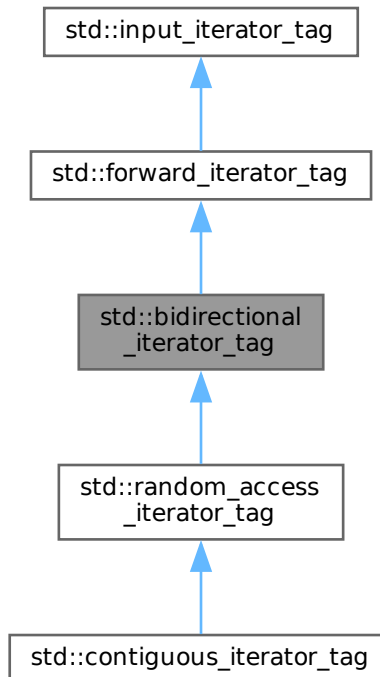 std::input_iterator_tag
std::forward_iterator_tag
std::bidirectional
_iterator_tag
std::random_access
_iterator_tag
std::contiguous_iterator_tag